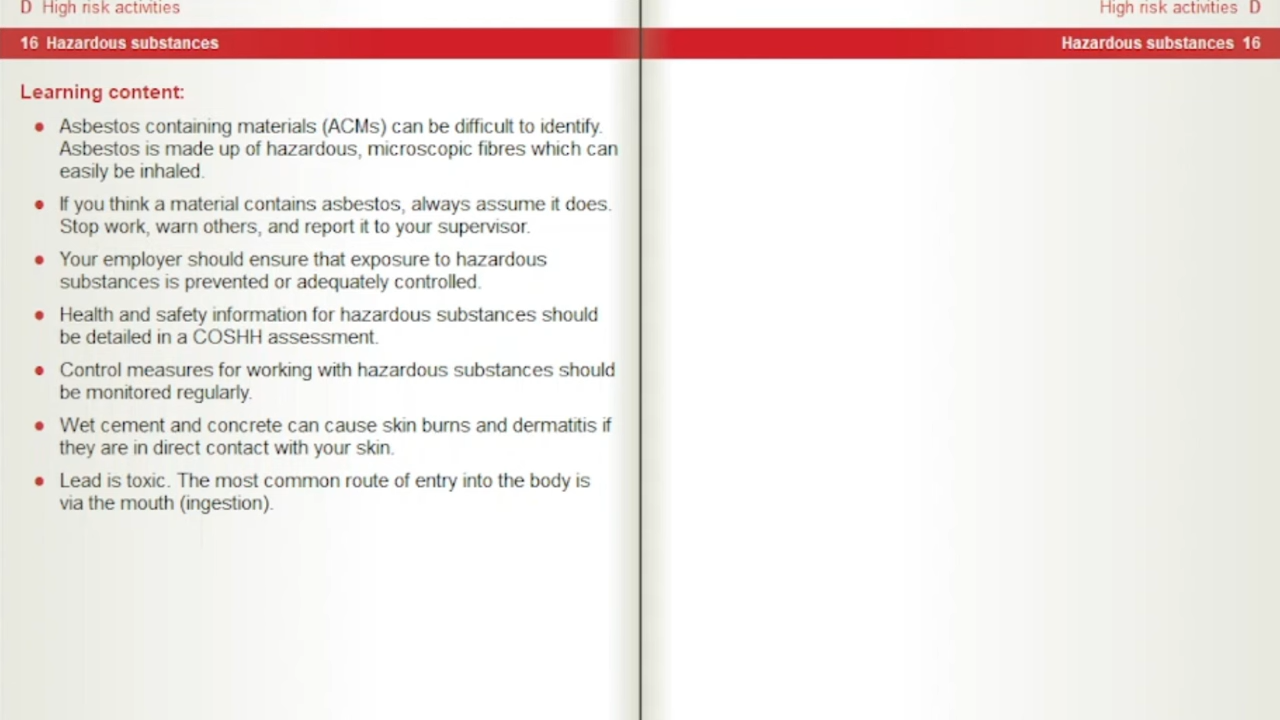 D High risk activities
High risk activities D
16 Hazardous substances
Hazardous substances 16
Learning content:
• Asbestos containing materials (ACMs) can be difficult to identify.
Asbestos is made up of hazardous, microscopic fibres which can
easily be inhaled.
• If you think a material contains asbestos, always assume it does.
Stop work, warn others, and report it to your supervisor.
• Your employer should ensure that exposure to hazardous
substances is prevented or adequately controlled.
• Health and safety information for hazardous substances should
be detailed in a COSHH assessment.
• Control measures for working with hazardous substances should
be monitored regularly.
• Wet cement and concrete can cause skin burns and dermatitis if
they are in direct contact with your skin.
• Lead is toxic. The most common route of entry into the body is
via the mouth (ingestion).